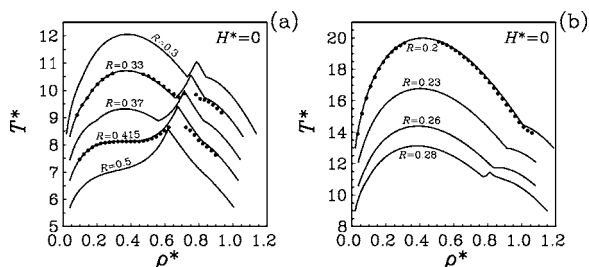 (a)
H*=0
T*
12
11
10
9
8
7
6
5
R=0.3
R=0.33
R=0.37
R=0.415
R=0.5
0.0 0.2 0.4 0.6 0.8 1.0 1.2
ρ*
(b)
H*=0
T*
20
18
16
14
12
10
8
R=0.2
R=0.23
R=0.26
R=0.28
0.0 0.2 0.4 0.6 0.8 1.0 1.2
ρ*